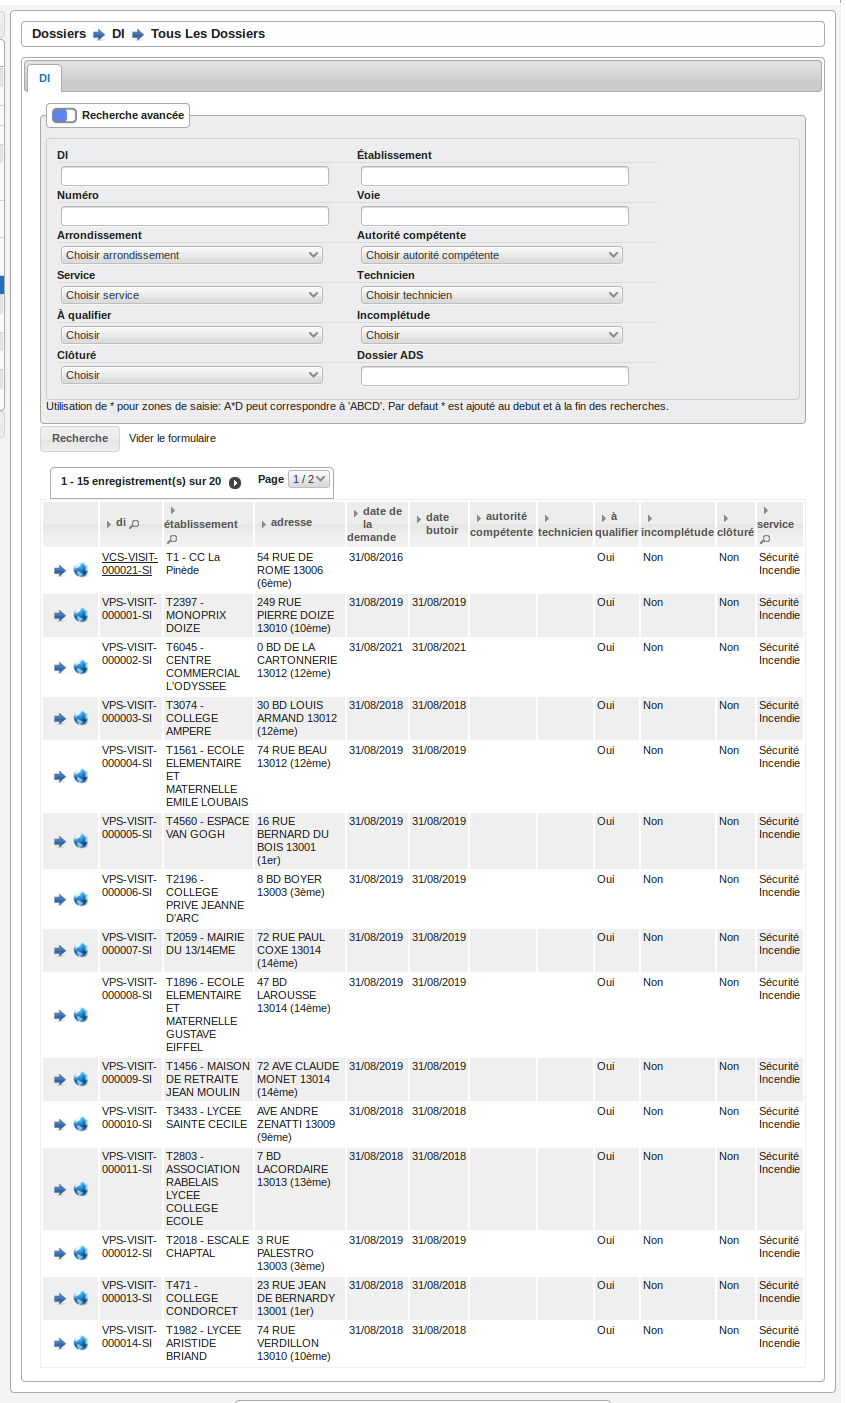 Dossiers DI Tous Les Dossiers
DI
Recherche avancée
DI Établissement
Numéro Voie
Arrondissement Autorité compétente
Choisir arrondissement Choisir autorité compétente
Service Technicien
Choisir service Choisir technicien
À qualifier Incomplétude
Choisir Choisir
Clôturé Dossier ADS
Choisir
Utilisation de * pour zones de saisie: A*D peut correspondre à 'ABCD'. Par defaut * est ajouté au debut et à la fin des recherches.
Recherche Vider le formulaire
1 - 15 enregistrement(s) sur 20 Page 1 / 2
di établissement adresse date de la demande date butoir autorité compétente technicien à qualifier incomplétude clôturé service
VCS-VISIT- T1 - CC La 54 RUE DE 31/08/2016 Oui Non Non Sécurité
000021-SI Pinède ROME 13006 Incendie
(6ème)
VPS-VISIT- T2397 - 249 RUE 31/08/2019 31/08/2019 Oui Non Non Sécurité
000001-SI MONOPRIX PIERRE DOIZE Incendie
DOIZE 13010 (10ème)
VPS-VISIT- T6045 - 0 BD DE LA 31/08/2021 31/08/2021 Oui Non Non Sécurité
000002-SI CENTRE CARTONNERIE Incendie
COMMERCIAL 13012 (12ème)
L'ODYSSEE
VPS-VISIT- T3074 - 30 BD LOUIS 31/08/2018 31/08/2018 Oui Non Non Sécurité
000003-SI COLLEGE ARMAND 13012 Incendie
AMPERE (12ème)
VPS-VISIT- T1561 - ECOLE 74 RUE BEAU 31/08/2019 31/08/2019 Oui Non Non Sécurité
000004-SI ELEMENTAIRE 13012 (12ème) Incendie
ET
MATERNELLE
EMILE LOUBAIS
VPS-VISIT- T4560 - ESPACE 16 RUE 31/08/2019 31/08/2019 Oui Non Non Sécurité
000005-SI VAN GOGH BERNARD DU Incendie
BOIS 13001
(1er)
VPS-VISIT- T2196 - 8 BD BOYER 31/08/2019 31/08/2019 Oui Non Non Sécurité
000006-SI COLLEGE 13003 (3ème) Incendie
PRIVE JEANNE
D'ARC
VPS-VISIT- T2059 - MAIRIE 72 RUE PAUL 31/08/2019 31/08/2019 Oui Non Non Sécurité
000007-SI DU 13/14EME COXE 13014 Incendie
(14ème)
VPS-VISIT- T1896 - ECOLE 47 BD 31/08/2019 31/08/2019 Oui Non Non Sécurité
000008-SI ELEMENTAIRE LAROUSSE Incendie
ET 13014 (14ème)
MATERNELLE
GUSTAVE
EIFFEL
VPS-VISIT- T1456 - MAISON 72 AVE CLAUDE 31/08/2019 31/08/2019 Oui Non Non Sécurité
000009-SI DE RETRAITE MONET 13014 Incendie
JEAN MOULIN (14ème)
VPS-VISIT- T3433 - LYCEE AVE ANDRE 31/08/2018 31/08/2018 Oui Non Non Sécurité
000010-SI SAINTE CECILE ZENATTI 13009 Incendie
(9ème)
VPS-VISIT- T2803 - 7 BD 31/08/2018 31/08/2018 Oui Non Non Sécurité
000011-SI ASSOCIATION LACORDAIRE Incendie
RABELAIS 13013 (13ème)
LYCEE
COLLEGE
ECOLE
VPS-VISIT- T2018 - ESCALE 3 RUE 31/08/2019 31/08/2019 Oui Non Non Sécurité
000012-SI CHAPTAL PALESTRO Incendie
13003 (3ème)
VPS-VISIT- T471 - 23 RUE JEAN 31/08/2018 31/08/2018 Oui Non Non Sécurité
000013-SI COLLEGE DE BERNARDY Incendie
CONDORCET 13001 (1er)
VPS-VISIT- T1982 - LYCEE 74 RUE 31/08/2018 31/08/2018 Oui Non Non Sécurité
000014-SI ARISTIDE VERDILLON Incendie
BRIAND 13010 (10ème)